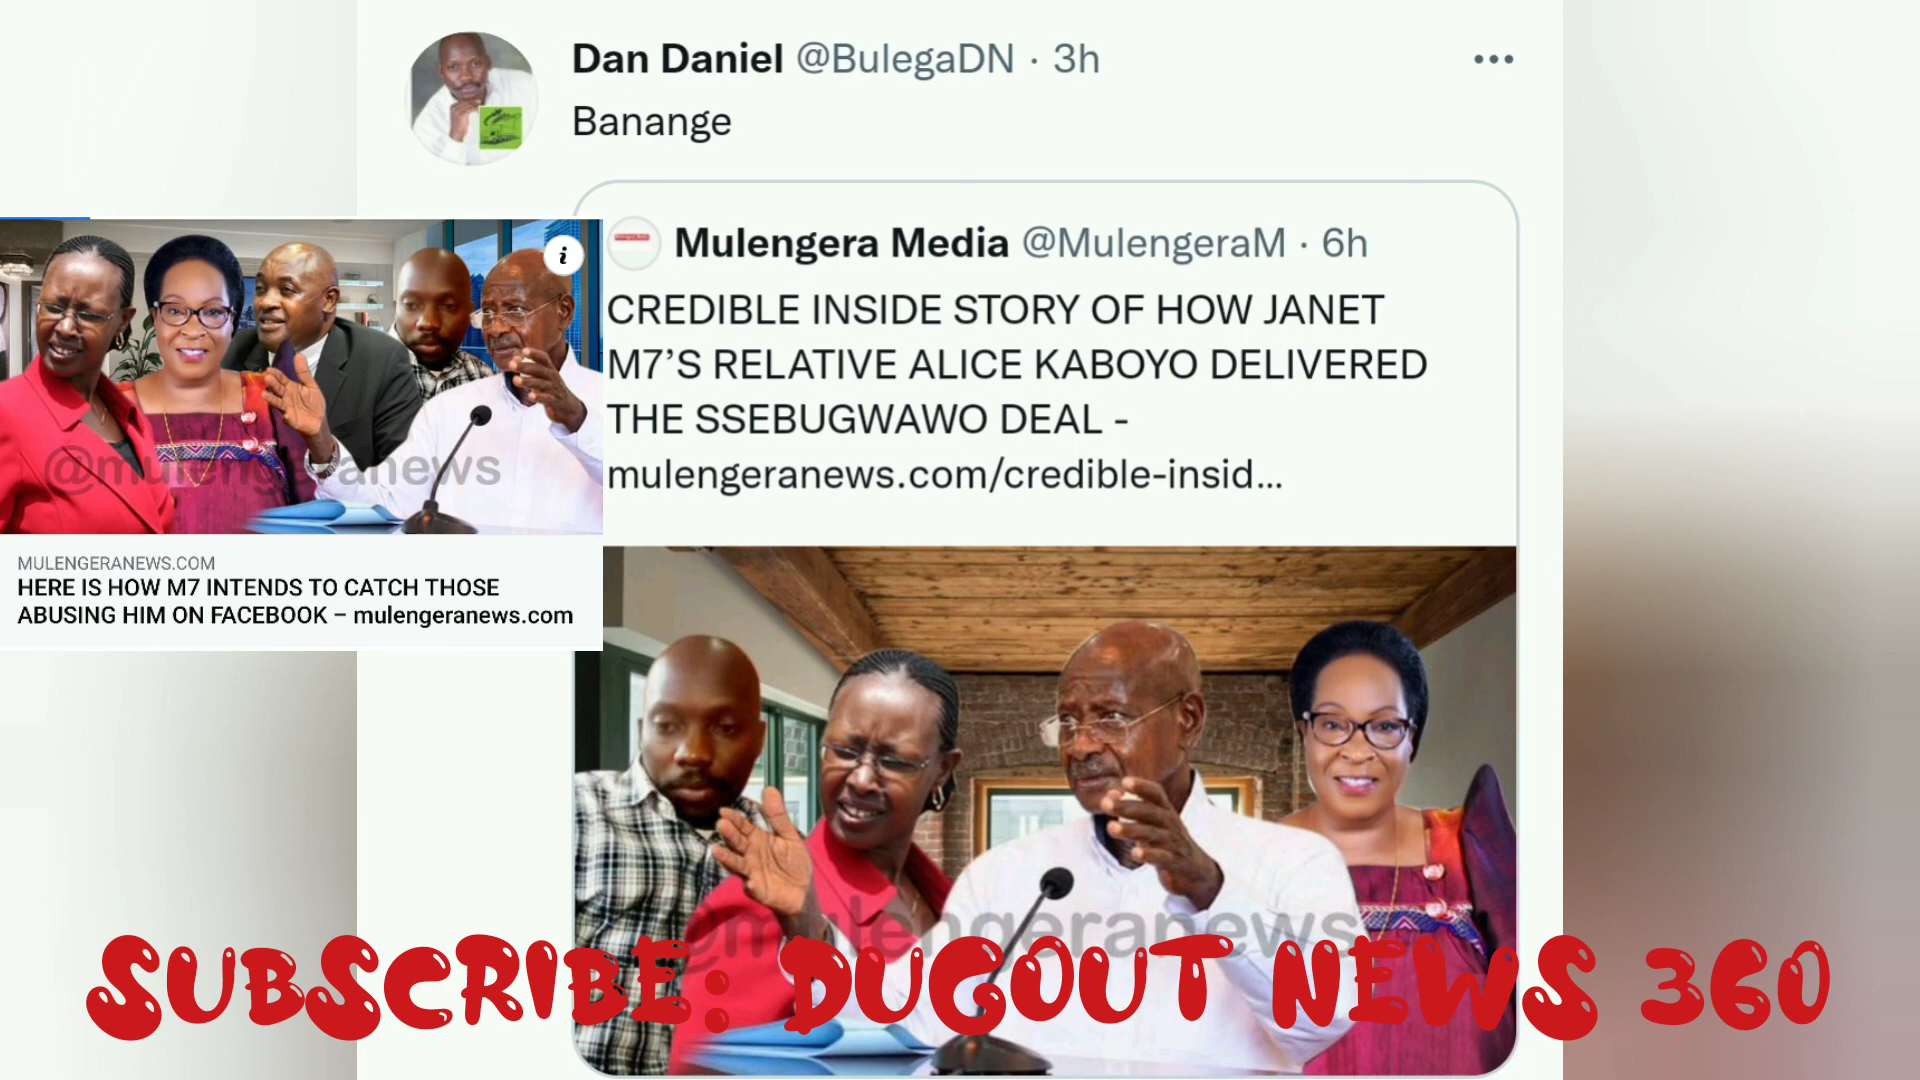 Dan Daniel @BulegaDN · 3h
Banange
Mulengera Media @MulengeraM · 6h
CREDIBLE INSIDE STORY OF HOW JANET
M7’S RELATIVE ALICE KABOYO DELIVERED
THE SSEBUGWAWO DEAL -
mulengeranews.com/credible-insid...
i
@mulengeranews
MULENGERANEWS.COM
HERE IS HOW M7 INTENDS TO CATCH THOSE
ABUSING HIM ON FACEBOOK – mulengeranews.com
@mulengeranews
SUBSCRIBE: DUGOUT NEWS 360